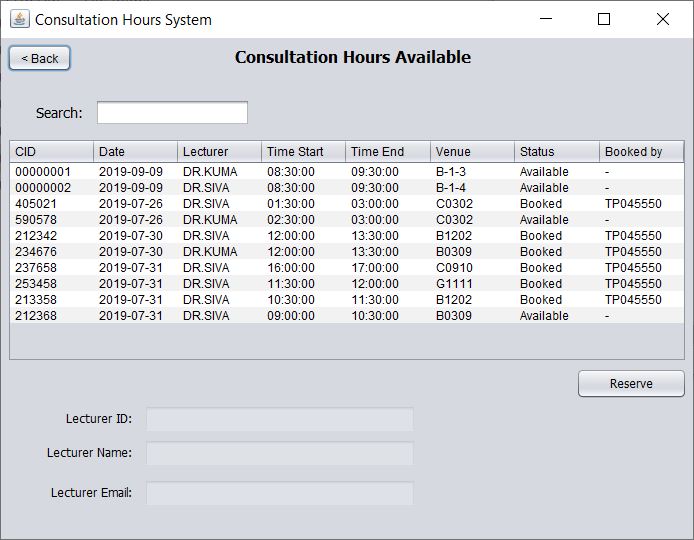 Consultation Hours System
< Back
Consultation Hours Available
Search:
CID Date Lecturer Time Start Time End Venue Status Booked by
00000001 2019-09-09 DR.KUMA 08:30:00 09:30:00 B-1-3 Available -
00000002 2019-09-09 DR.SIVA 08:30:00 09:30:00 B-1-4 Available -
405021 2019-07-26 DR.SIVA 01:30:00 03:00:00 C0302 Booked TP045550
590578 2019-07-26 DR.KUMA 02:30:00 03:00:00 C0302 Available -
212342 2019-07-30 DR.SIVA 12:00:00 13:30:00 B1202 Booked TP045550
234676 2019-07-30 DR.KUMA 12:00:00 13:30:00 B0309 Booked TP045550
237658 2019-07-31 DR.SIVA 16:00:00 17:00:00 C0910 Booked TP045550
253458 2019-07-31 DR.SIVA 11:30:00 12:00:00 G1111 Booked TP045550
213358 2019-07-31 DR.SIVA 10:30:00 11:30:00 B1202 Booked TP045550
212368 2019-07-31 DR.SIVA 09:00:00 10:30:00 B0309 Available -
Reserve
Lecturer ID:
Lecturer Name:
Lecturer Email: